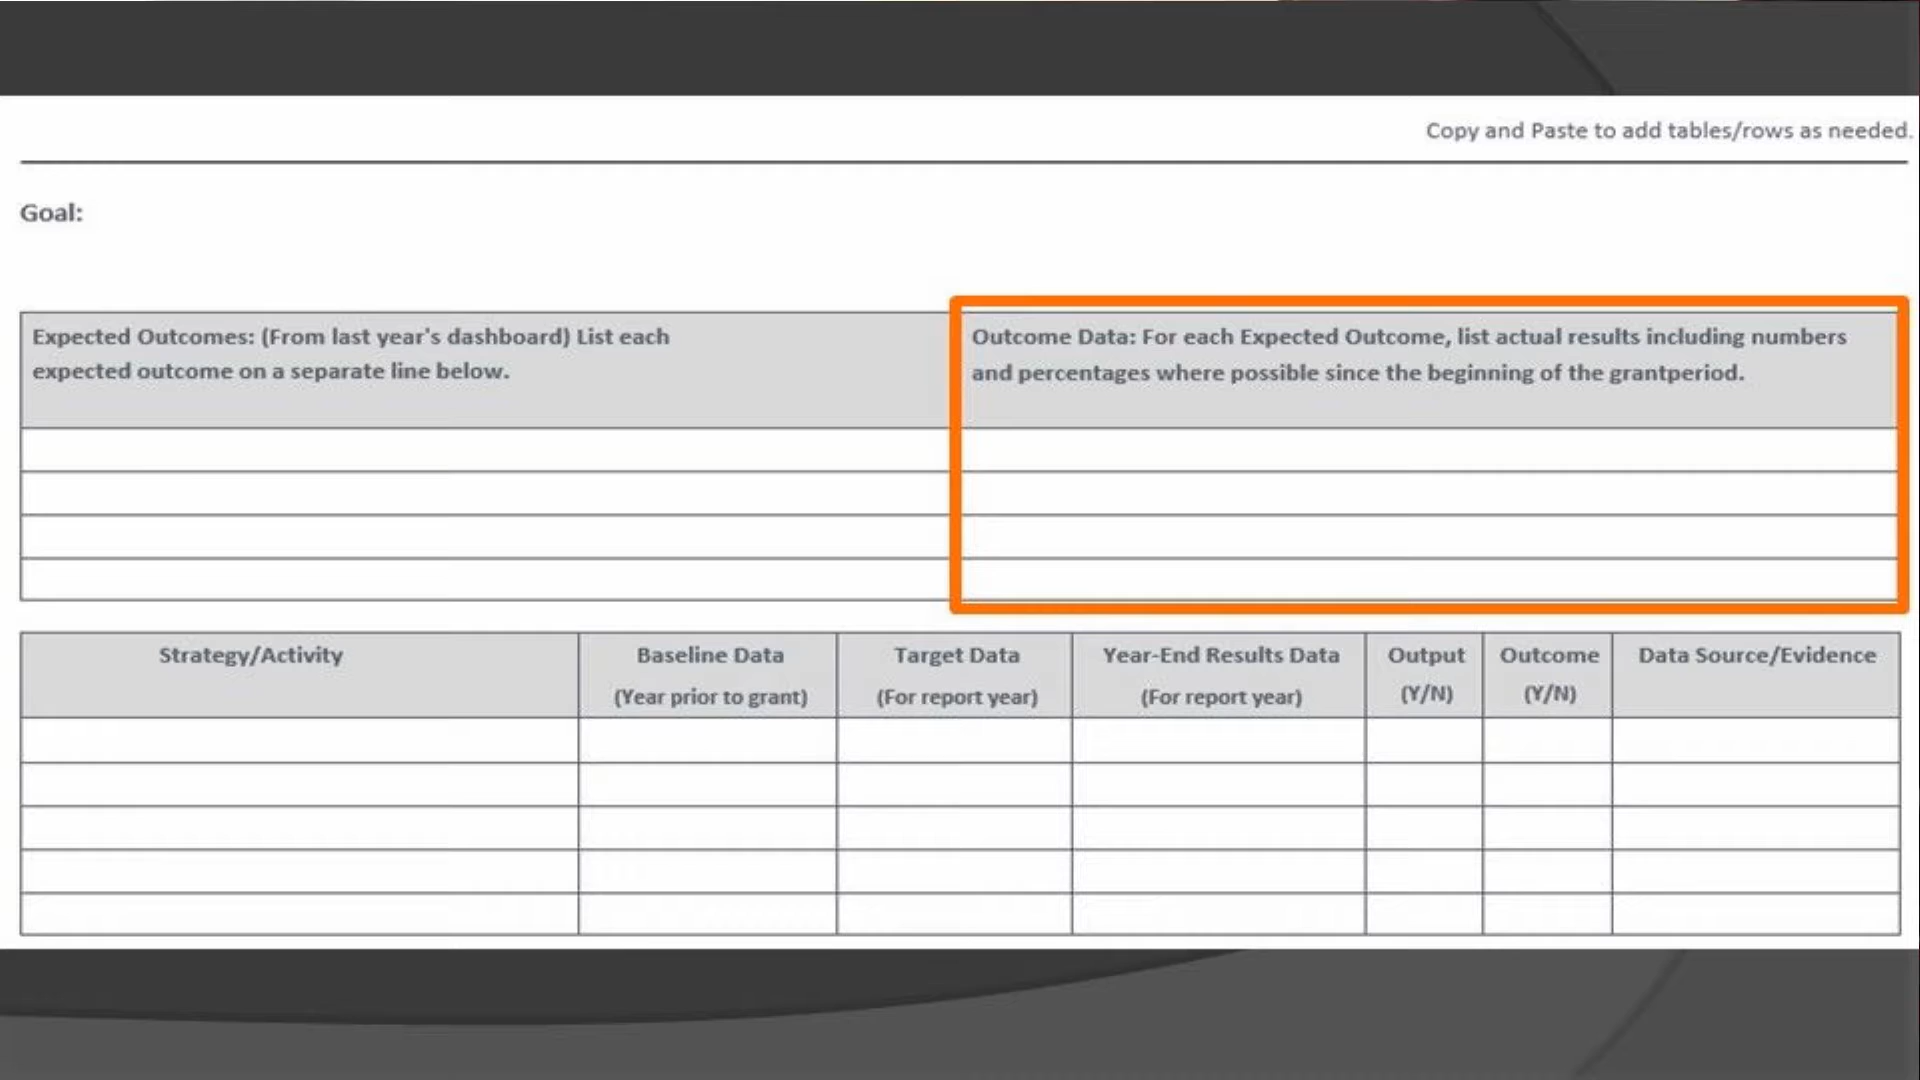 Copy and Paste to add tables/rows as needed.
Goal:
Expected Outcomes: (From last year's dashboard) List each
expected outcome on a separate line below.
Outcome Data: For each Expected Outcome, list actual results including numbers
and percentages where possible since the beginning of the grantperiod.
Strategy/Activity
Baseline Data
(Year prior to grant)
Target Data
(For report year)
Year-End Results Data
(For report year)
Output
(Y/N)
Outcome
(Y/N)
Data Source/Evidence